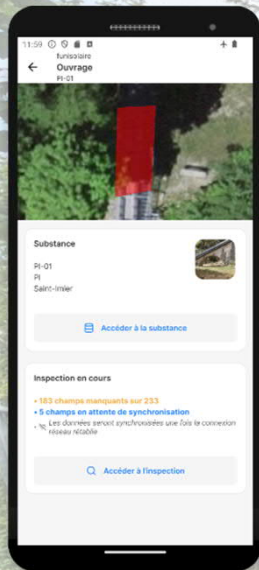 11:59
funiculaire
Ouvrage
PI-01
Substance
PI-01
PI
Saint-Imier
Accéder à la substance
Inspection en cours
• 183 champs manquants sur 233
• 5 champs en attente de synchronisation
• Les données seront synchronisées une fois la connexion
réseau rétablie
Accéder à l'inspection